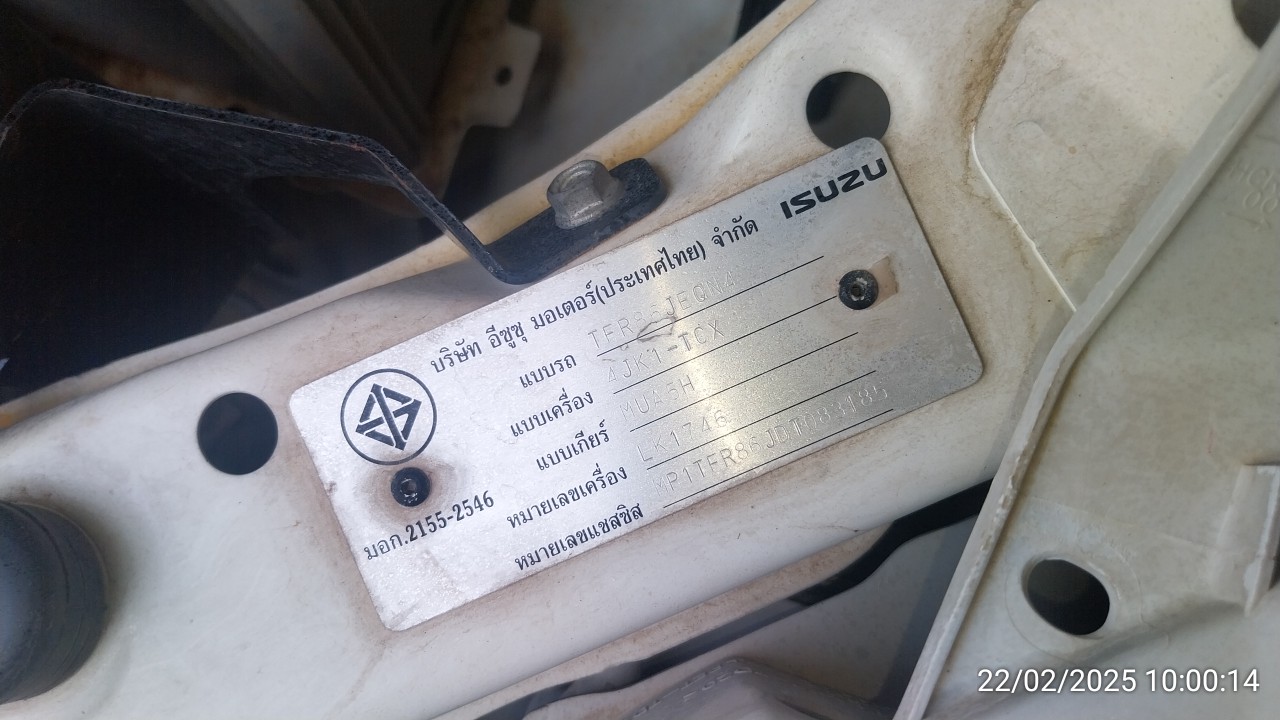 ISUZU
บริษัท อีซูซุ มอเตอร์(ประเทศไทย) จำกัด
แบบรถ TFR86JEQN4
แบบเครื่อง 4JK1-TCX
แบบเกียร์ MUA5H
หมายเลขเครื่อง LK1746
หมายเลขแชสซิส
มอก.2155-2546
22/02/2025 10:00:14